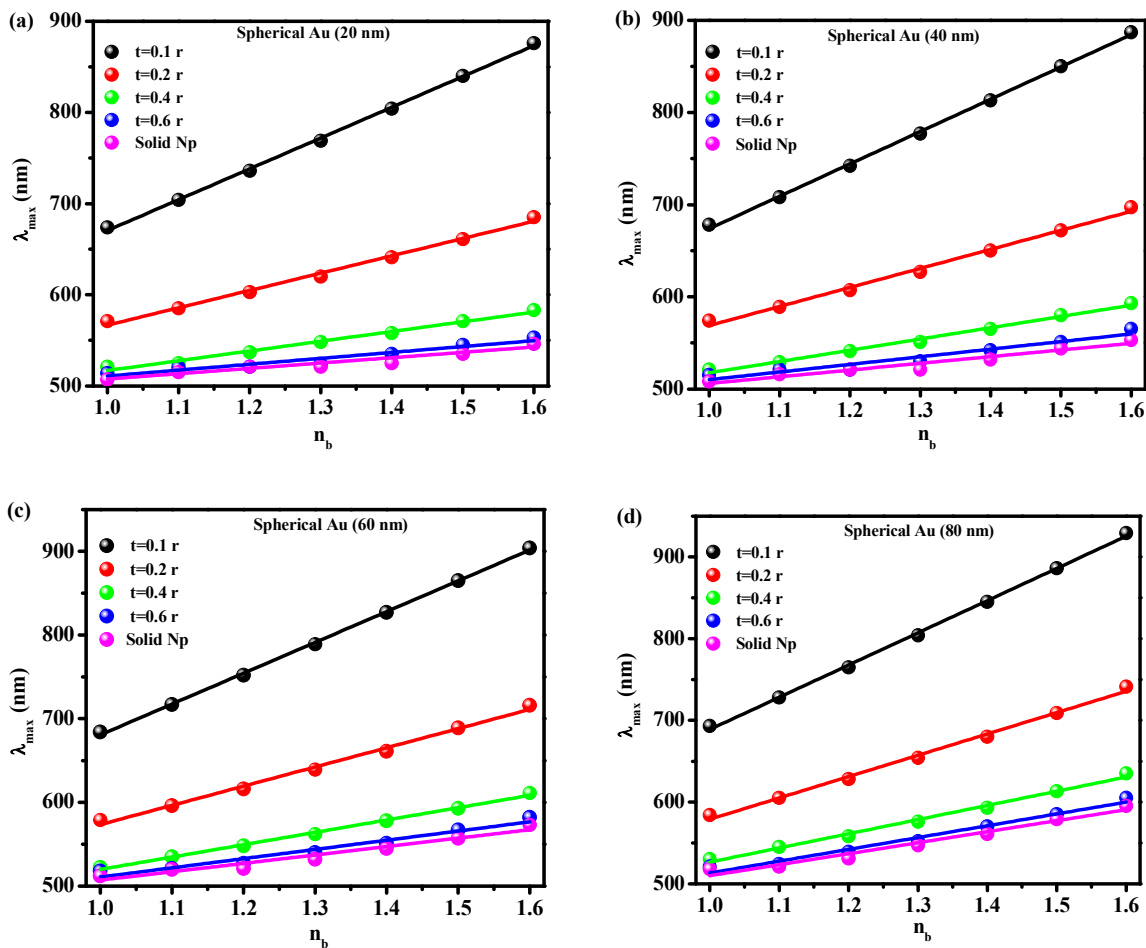 (a)
Spherical Au (20 nm)
t=0.1 r
t=0.2 r
t=0.4 r
t=0.6 r
Solid Np
900
800
700
600
500
λmax (nm)
1.0 1.1 1.2 1.3 1.4 1.5 1.6
nb
(b)
Spherical Au (40 nm)
t=0.1 r
t=0.2 r
t=0.4 r
t=0.6 r
Solid Np
900
800
700
600
500
λmax (nm)
1.0 1.1 1.2 1.3 1.4 1.5 1.6
nb
(c)
Spherical Au (60 nm)
t=0.1 r
t=0.2 r
t=0.4 r
t=0.6 r
Solid Np
900
800
700
600
500
λmax (nm)
1.0 1.1 1.2 1.3 1.4 1.5 1.6
nb
(d)
Spherical Au (80 nm)
t=0.1 r
t=0.2 r
t=0.4 r
t=0.6 r
Solid Np
900
800
700
600
500
λmax (nm)
1.0 1.1 1.2 1.3 1.4 1.5 1.6
nb